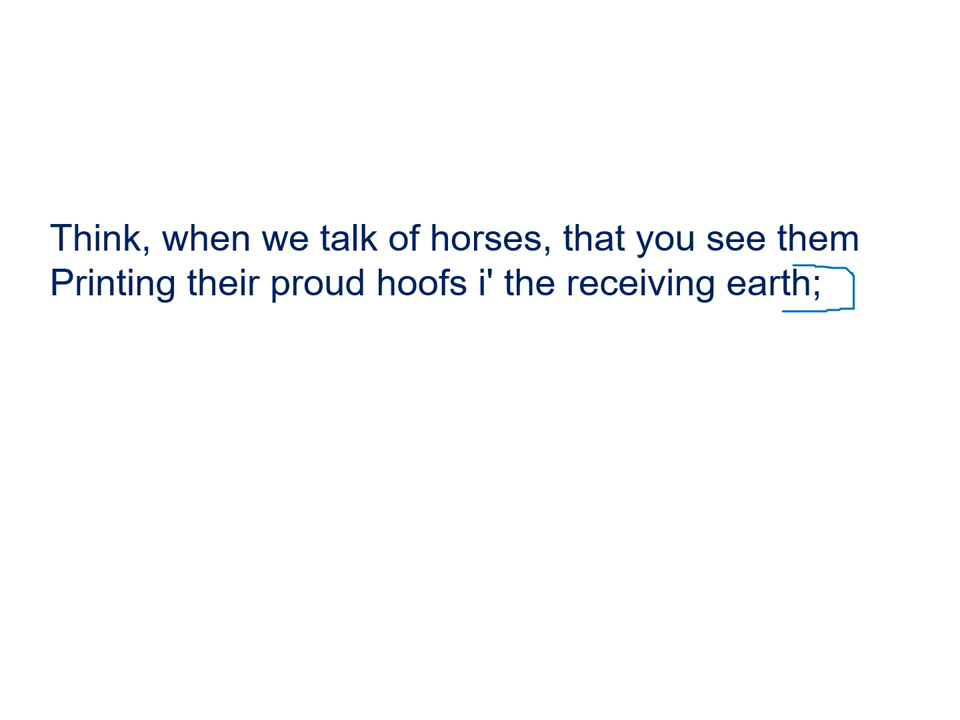 Think, when we talk of horses, that you see them
Printing their proud hoofs i' the receiving earth;